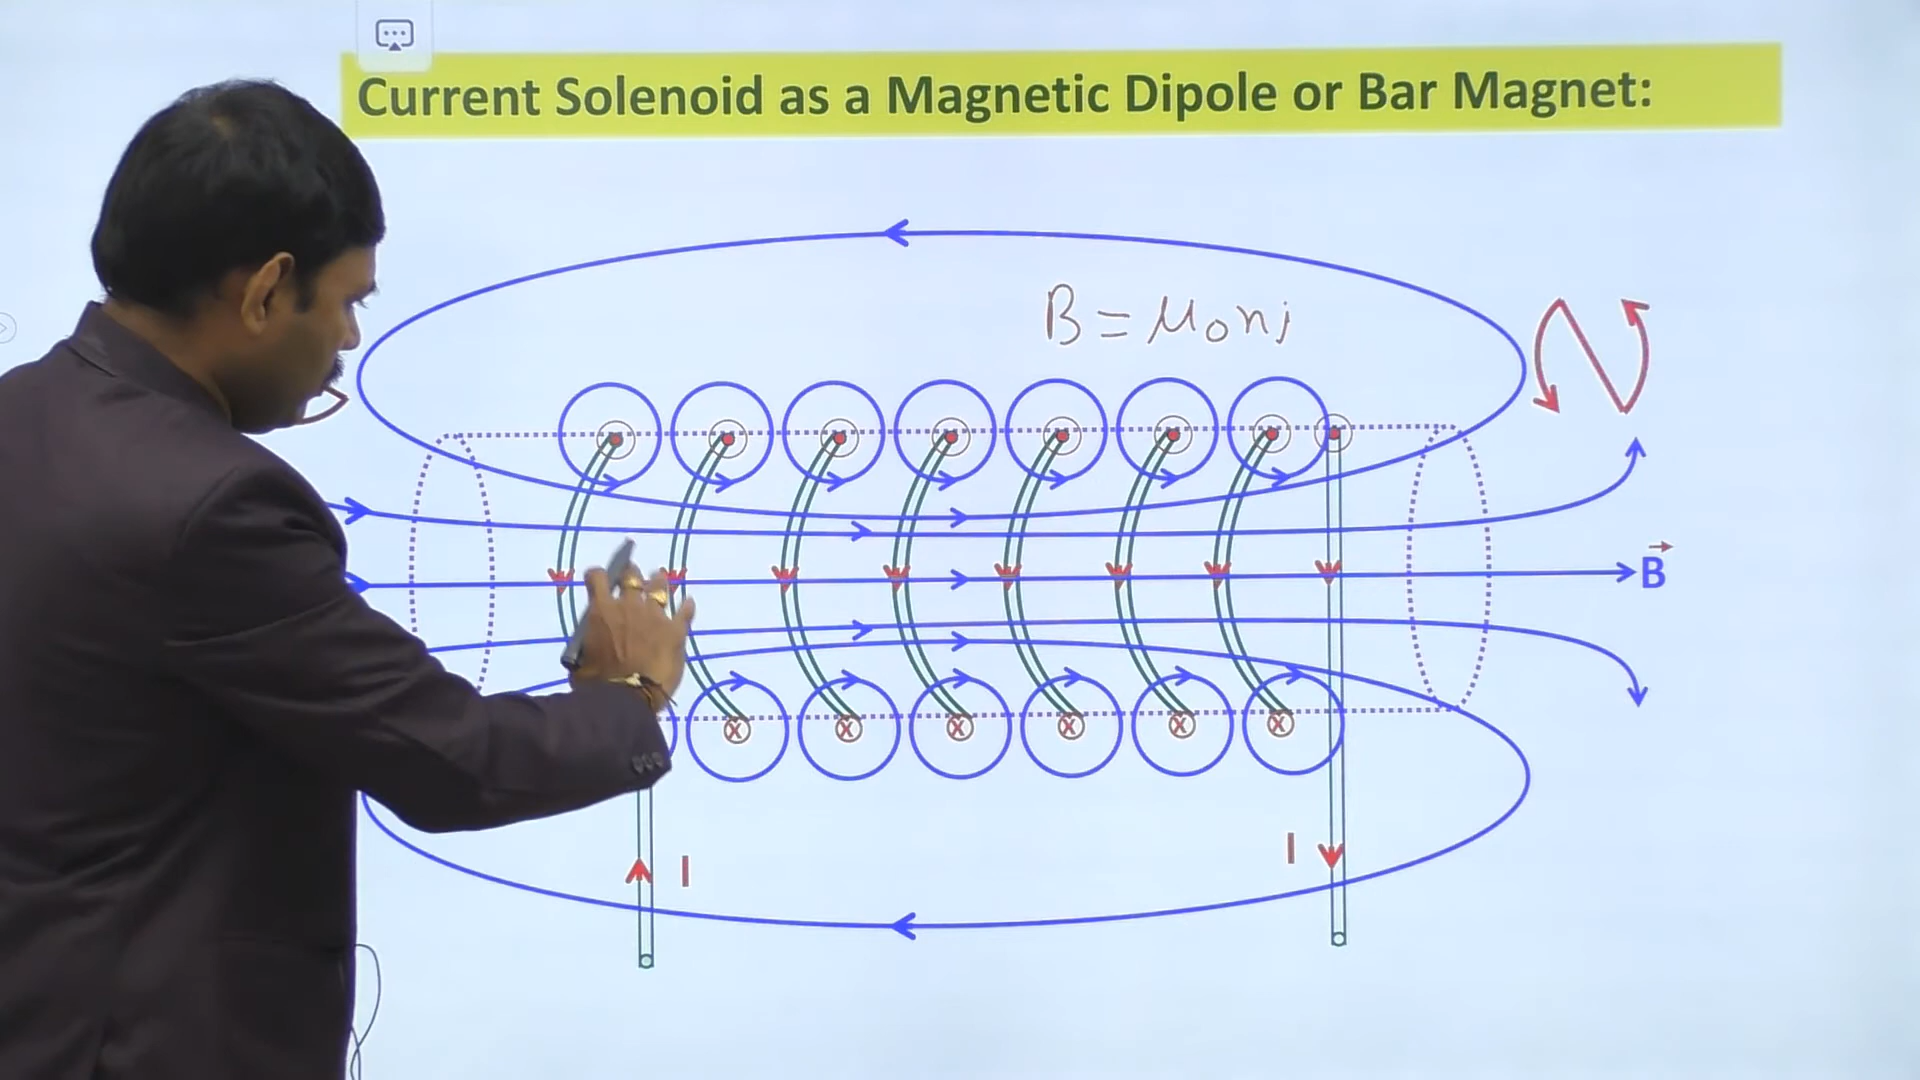 Current Solenoid as a Magnetic Dipole or Bar Magnet:
B = μ₀ni
N
B
x x x x x x
I
I